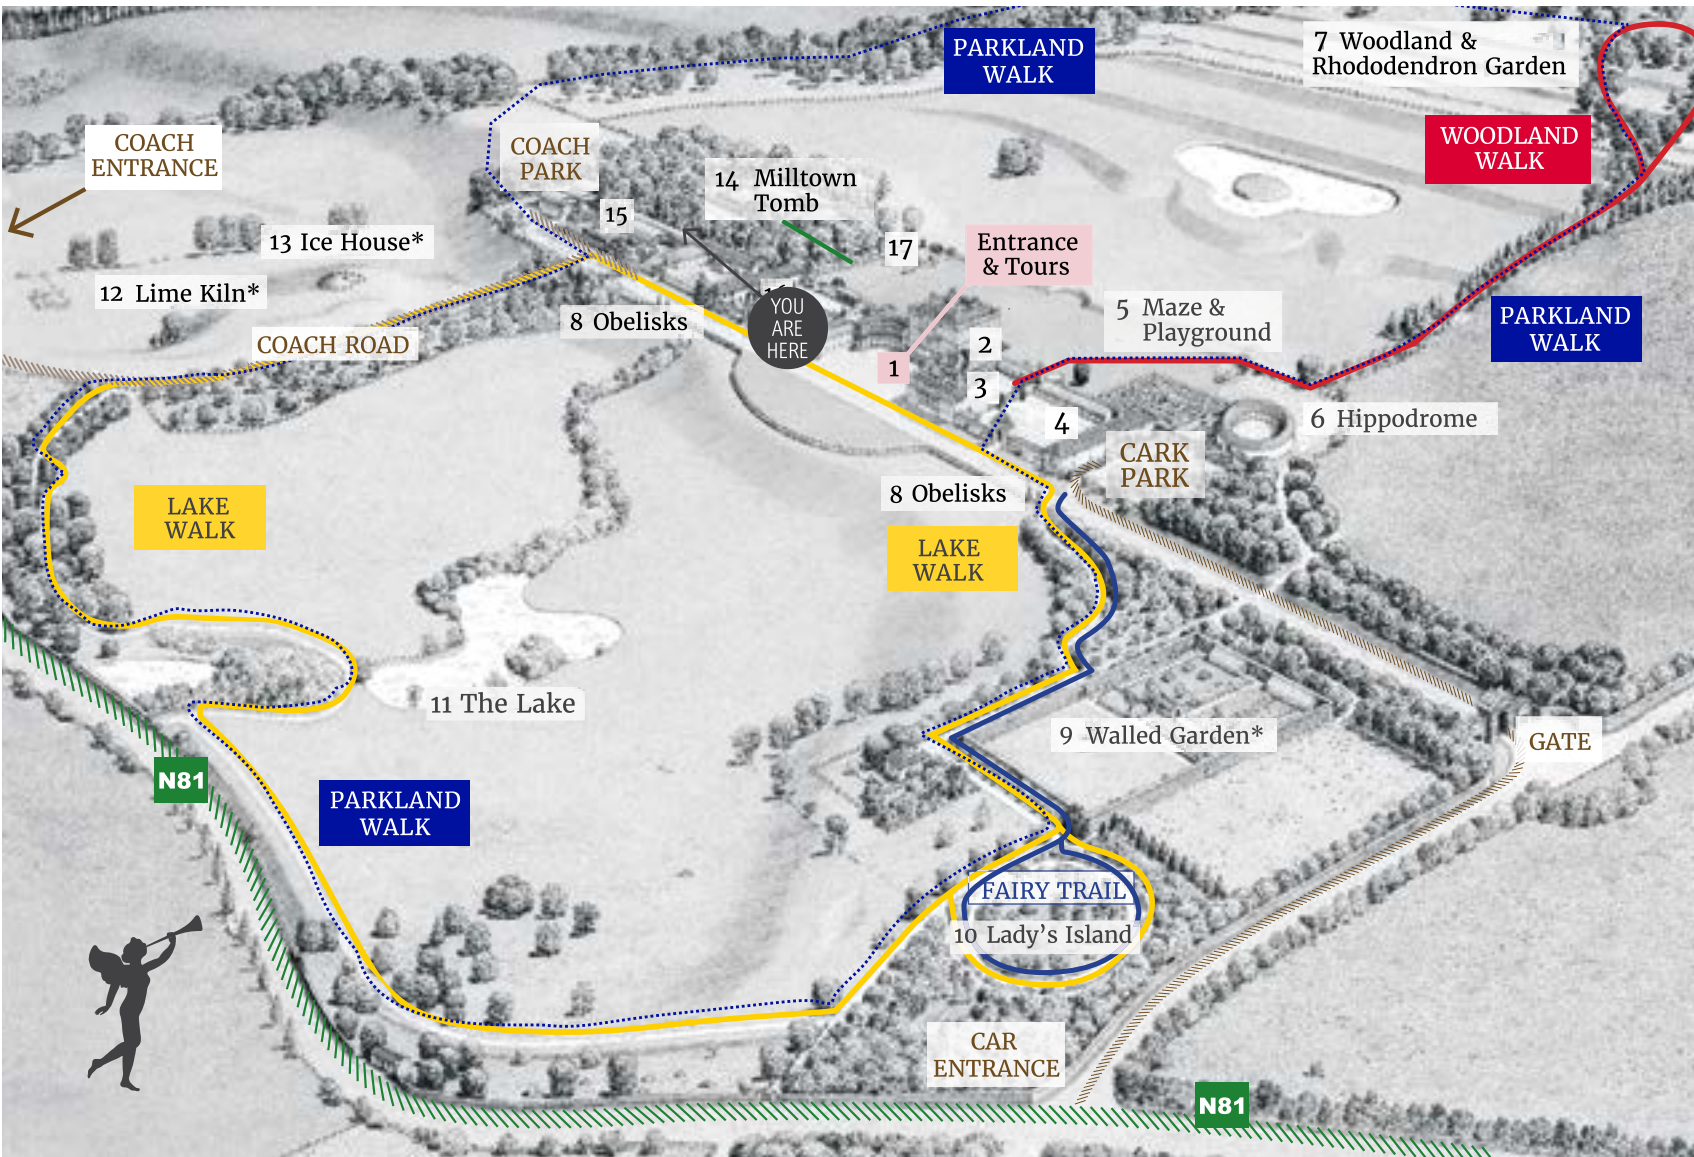 PARKLAND
WALK
7 Woodland &
Rhododendron Garden
COACH
ENTRANCE
COACH
PARK
WOODLAND
WALK
14 Milltown
Tomb
15
13 Ice House*
17
Entrance
& Tours
12 Lime Kiln*
16
5 Maze &
Playground
8 Obelisks
YOU
ARE
HERE
PARKLAND
WALK
COACH ROAD
2
1
3
4
6 Hippodrome
CARK
PARK
LAKE
WALK
8 Obelisks
LAKE
WALK
11 The Lake
9 Walled Garden*
GATE
N81
PARKLAND
WALK
FAIRY TRAIL
10 Lady's Island
CAR
ENTRANCE
N81